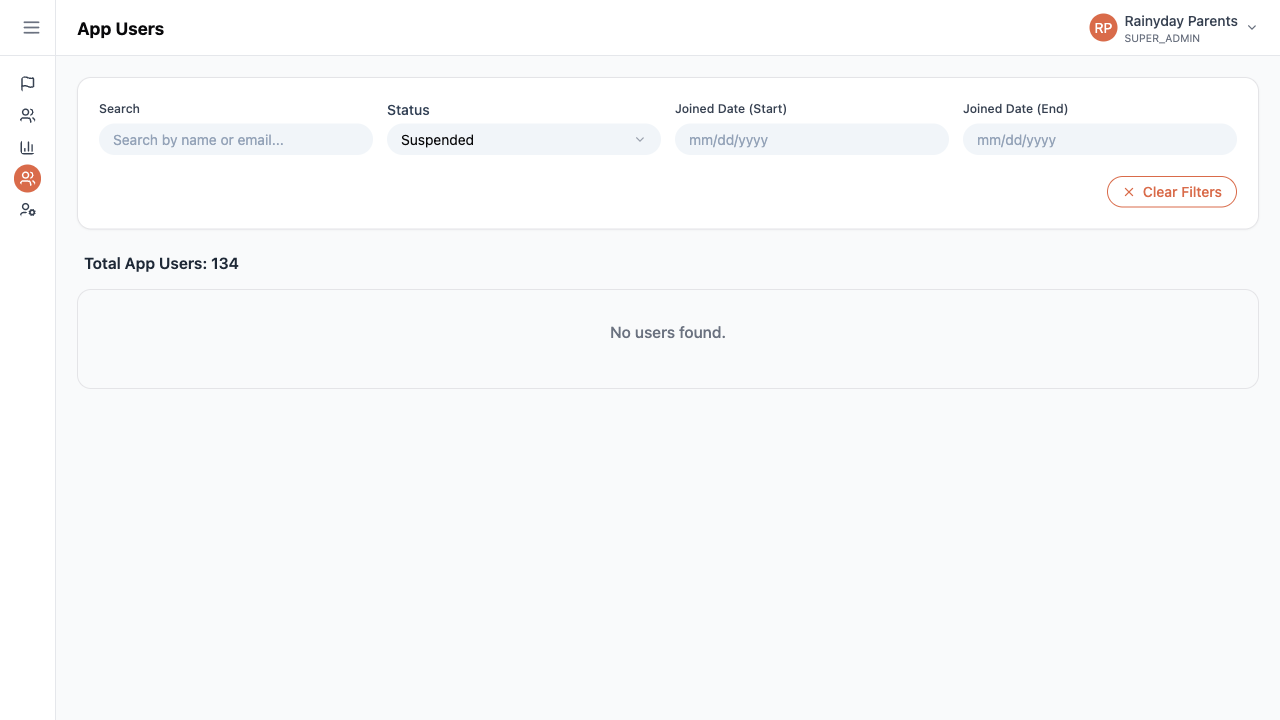 App Users
RP
Rainyday Parents
SUPER_ADMIN
Search
Status
Joined Date (Start)
Joined Date (End)
Search by name or email...
Suspended
mm/dd/yyyy
mm/dd/yyyy
Clear Filters
Total App Users: 134
No users found.